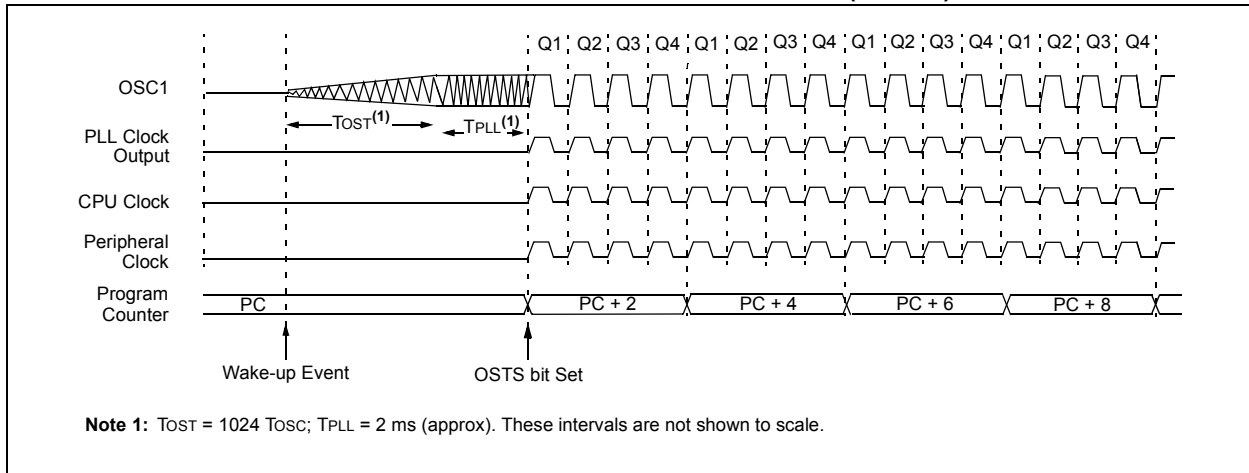 Q1 Q2 Q3 Q4 Q1 Q2 Q3 Q4 Q1 Q2 Q3 Q4 Q1 Q2 Q3 Q4
OSC1
TOST(1) TPLL(1)
PLL Clock
Output
CPU Clock
Peripheral
Clock
Program
Counter
PC PC + 2 PC + 4 PC + 6 PC + 8
Wake-up Event OSTS bit Set
Note 1: TOST = 1024 TOSC; TPLL = 2 ms (approx). These intervals are not shown to scale.